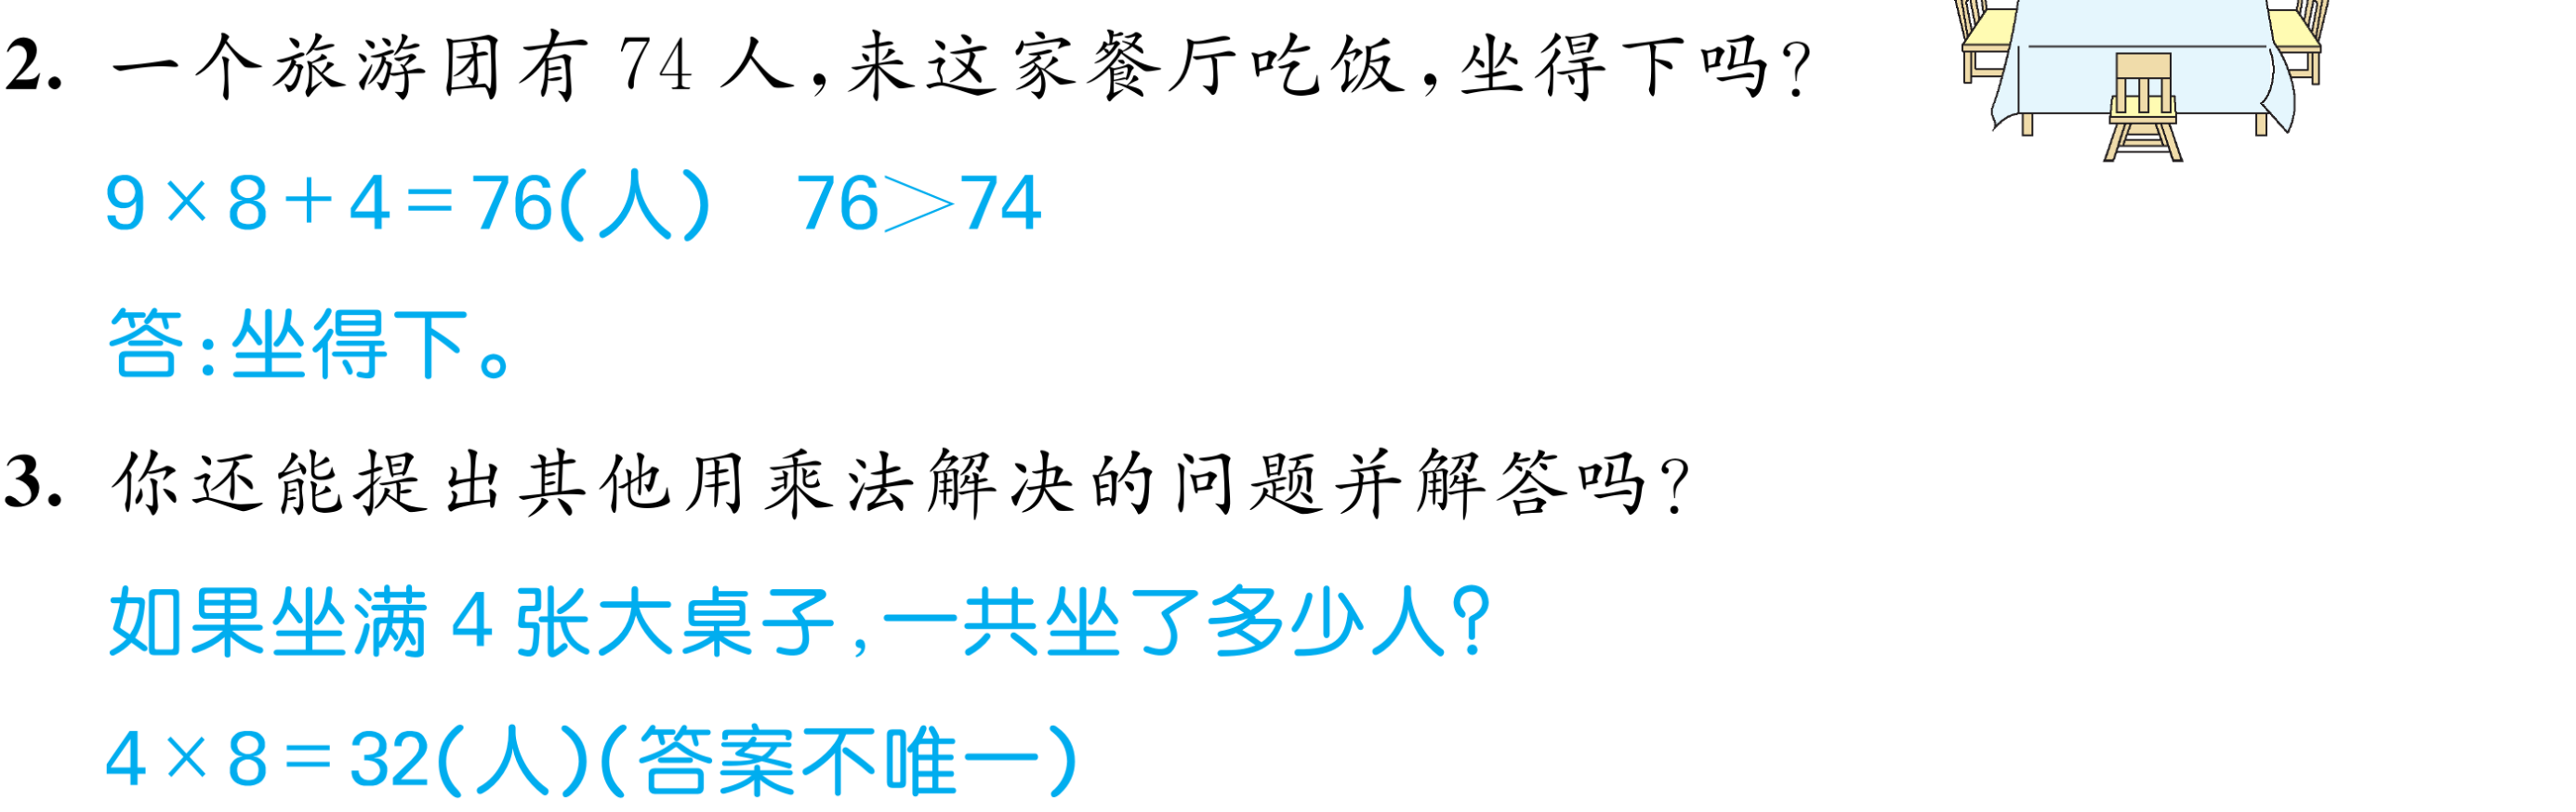 2. 一个旅游团有 74 人,来这家餐厅吃饭,坐得下吗?
9×8+4=76(人) 76>74
答:坐得下。
3. 你还能提出其他用乘法解决的问题并解答吗?
如果坐满 4 张大桌子,一共坐了多少人?
4×8=32(人)(答案不唯一)